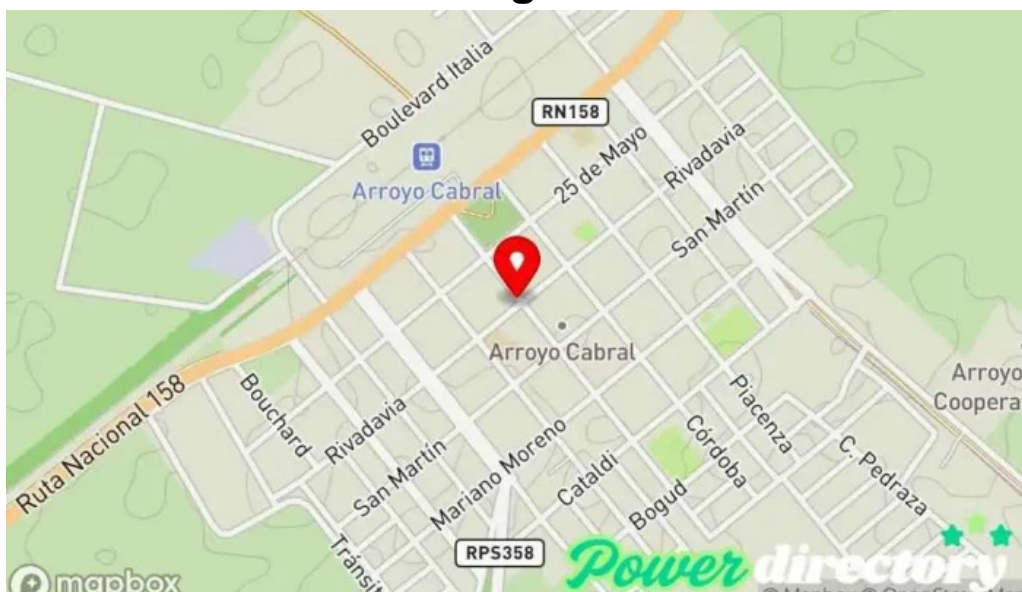 Boulevard Italia
RN158
25 de Mayo
Rivadavia
Arroyo Cabral
San Martín
Arroyo Cabral
Arroyo
Coopera
Ruta Nacional 158
Bouchard
Rivadavia
Piacenza
San Martín
Mariano Moreno
Córdoba
C. Pedraza
Cataldi
Bogud
RPS358
Tránsit
Power directory
mapbox